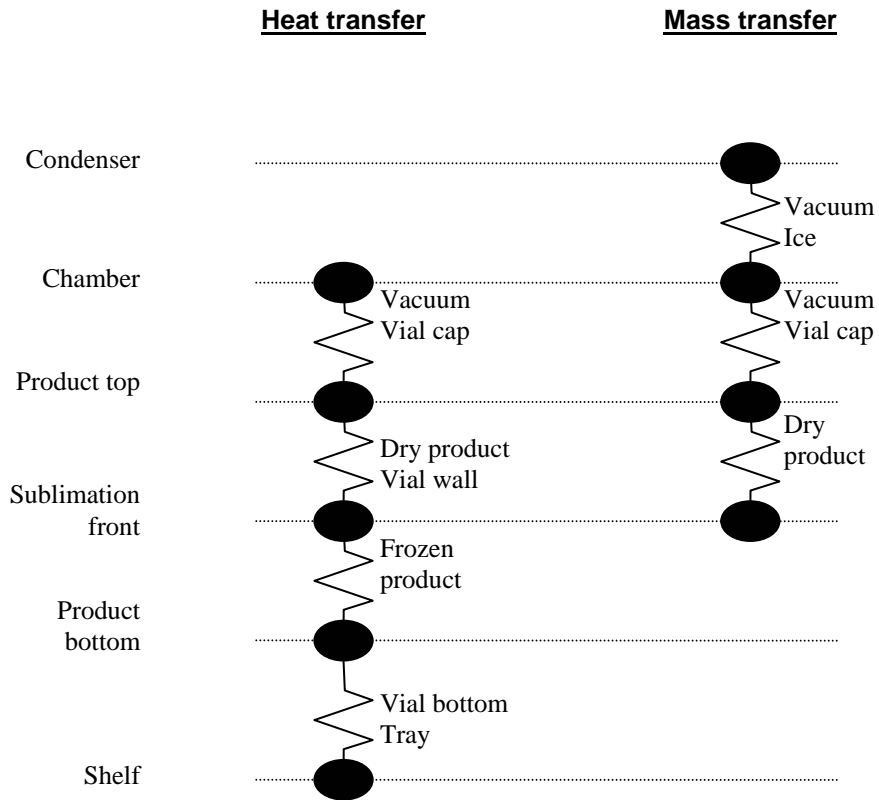 Heat transfer
Mass transfer
Condenser
Vacuum
Ice
Chamber
Vacuum
Vial cap
Vacuum
Vial cap
Product top
Dry product
Vial wall
Dry
product
Sublimation
front
Frozen
product
Product
bottom
Vial bottom
Tray
Shelf